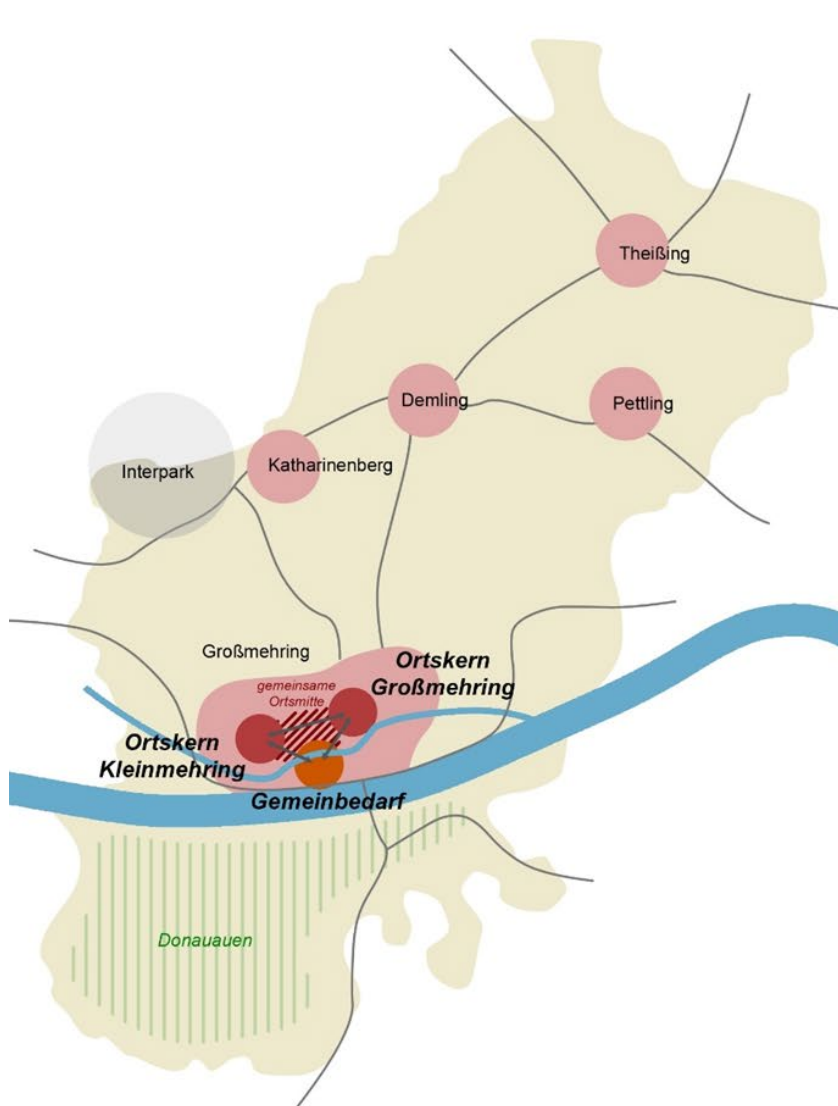 Theißing
Demling
Pettling
Interpark
Katharinenberg
Großmehring
Ortskern
Großmehring
gemeinsame
Ortsmitte
Ortskern
Kleinmehring
Gemeinbedarf
Donauauen